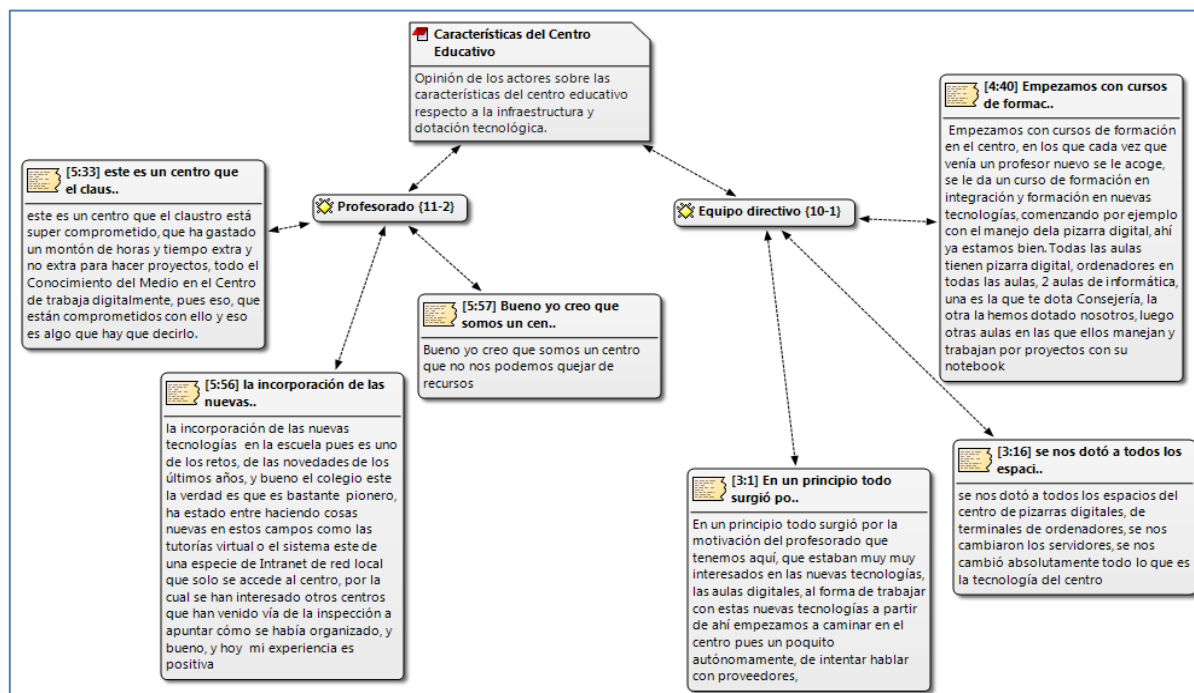 Características del Centro
Educativo
Opinión de los actores sobre las
características del centro educativo
respecto a la infraestructura y
dotación tecnológica.
[4:40] Empezamos con cursos
de formac..
Empezamos con cursos de formación
en el centro, en los que cada vez que
venía un profesor nuevo se le acoge,
se le da un curso de formación en
integración y formación en nuevas
tecnologías, comenzando por ejemplo
con el manejo dela pizarra digital, ahí
ya estamos bien. Todas las aulas
tienen pizarra digital, ordenadores en
todas las aulas, 2 aulas de informática,
una es la que te dota Consejería, la
otra la hemos dotado nosotros, luego
otras aulas en las que ellos manejan y
trabajan por proyectos con su
notebook
[5:33] este es un centro que
el claus..
este es un centro que el claustro está
super comprometido, que ha gastado
un montón de horas y tiempo extra y
no extra para hacer proyectos, todo el
Conocimiento del Medio en el Centro
de trabaja digitalmente, pues eso, que
están comprometidos con ello y eso
es algo que hay que decirlo.
Profesorado {11-2}
Equipo directivo {10-1}
[5:57] Bueno yo creo que
somos un cen..
Bueno yo creo que somos un centro
que no nos podemos quejar de
recursos
[5:56] la incorporación de las
nuevas..
la incorporación de las nuevas
tecnologías en la escuela pues es uno
de los retos, de las novedades de los
últimos años, y bueno el colegio este
la verdad es que es bastante pionero,
ha estado entre haciendo cosas
nuevas en estos campos como las
tutorías virtual o el sistema este de
una especie de Intranet de red local
que solo se accede al centro, por la
cual se han interesado otros centros
que han venido vía de la inspección a
apuntar cómo se había organizado, y
bueno, y hoy mi experiencia es
positiva
[3:1] En un principio todo
surgió po..
En un principio todo surgió por la
motivación del profesorado que
tenemos aquí, que estaban muy muy
interesados en las nuevas tecnologías,
las aulas digitales, al forma de trabajar
con estas nuevas tecnologías a partir
de ahí empezamos a caminar en el
centro pues un poquito
autónomamente, de intentar hablar
con proveedores,
[3:16] se nos dotó a todos los
espaci..
se nos dotó a todos los espacios del
centro de pizarras digitales, de
terminales de ordenadores, se nos
cambiaron los servidores, se nos
cambió absolutamente todo lo que es
la tecnología del centro